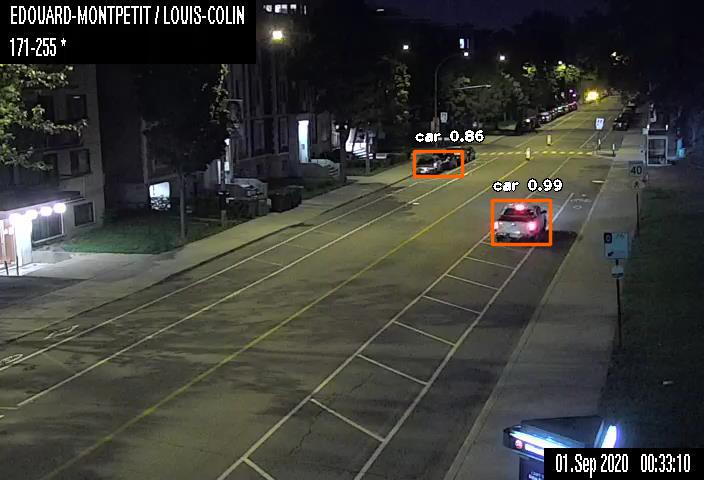 EDOUARD-MONTPETIT / LOUIS-COLIN
171-255 *
car 0.86
car 0.99
40
01.Sep 2020 00:33:10